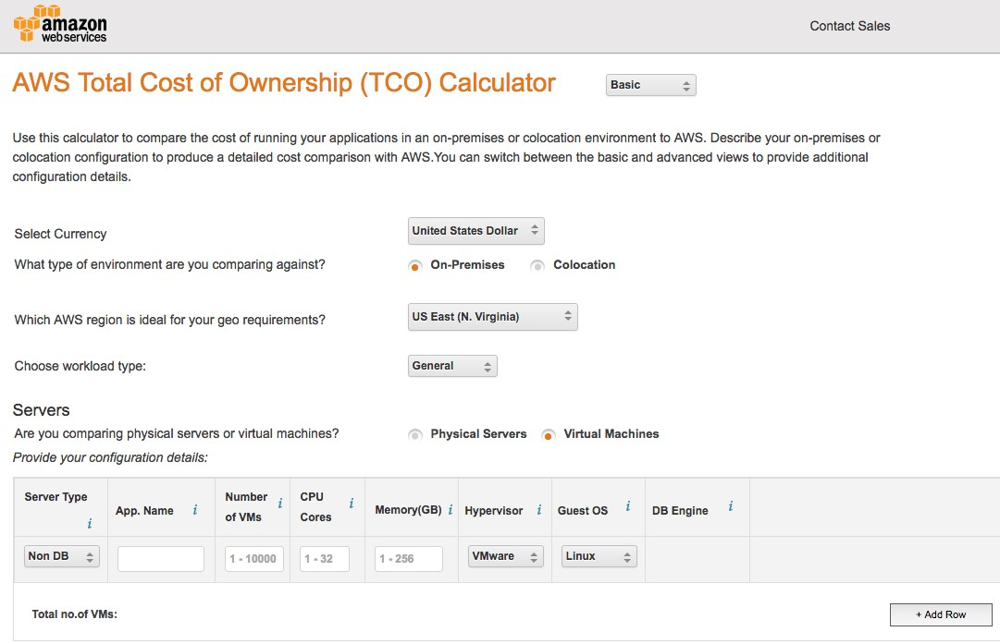 amazon
webservices
Contact Sales
AWS Total Cost of Ownership (TCO) Calculator
Basic
Use this calculator to compare the cost of running your applications in an on-premises or colocation environment to AWS. Describe your on-premises or
colocation configuration to produce a detailed cost comparison with AWS.You can switch between the basic and advanced views to provide additional
configuration details.
Select Currency
United States Dollar
What type of environment are you comparing against?
On-Premises
Colocation
Which AWS region is ideal for your geo requirements?
US East (N. Virginia)
Choose workload type:
General
Servers
Are you comparing physical servers or virtual machines?
Physical Servers
Virtual Machines
Provide your configuration details:
Server Type
i
App. Name i
Number
of VMs
i
CPU
Cores
i
Memory(GB) i
Hypervisor i
Guest OS i
DB Engine i
Non DB
1 - 10000
1 - 32
1 - 256
VMware
Linux
Total no.of VMs:
+ Add Row